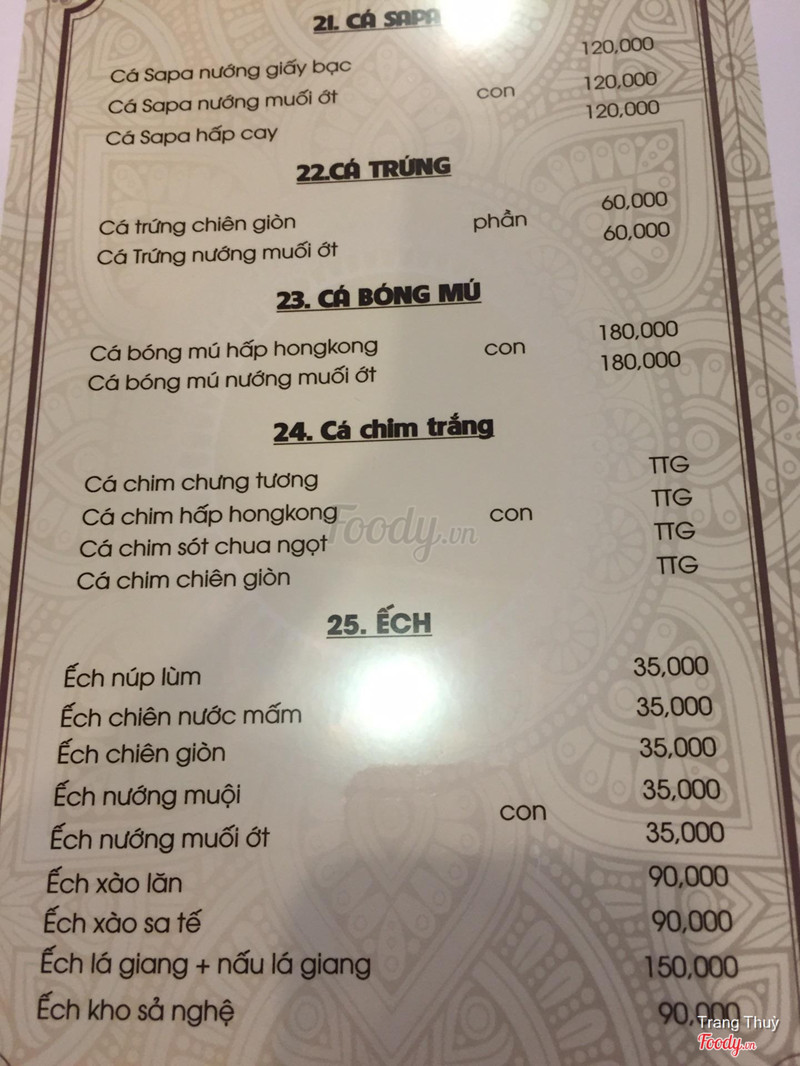 21. CÁ SAPA
Cá Sapa nướng giấy bạc 120,000
Cá Sapa nướng muối ớt con 120,000
Cá Sapa hấp cay 120,000
22.CÁ TRỨNG
Cá trứng chiên giòn phần 60,000
Cá Trứng nướng muối ớt 60,000
23. CÁ BÓNG MÚ
Cá bóng mú hấp hongkong con 180,000
Cá bóng mú nướng muối ớt 180,000
24. Cá chim trắng
Cá chim chưng tương TTG
Cá chim hấp hongkong con TTG
Cá chim sót chua ngọt TTG
Cá chim chiên giòn TTG
Foody.vn
25. ẾCH
Ếch núp lùm 35,000
Ếch chiên nước mấm 35,000
Ếch chiên giòn 35,000
Ếch nướng muội 35,000
Ếch nướng muối ớt con 35,000
Ếch xào lăn 90,000
Ếch xào sa tế 90,000
Ếch lá giang + nấu lá giang 150,000
Ếch kho sả nghệ 90,000
Trang Thuỳ
Foody.vn